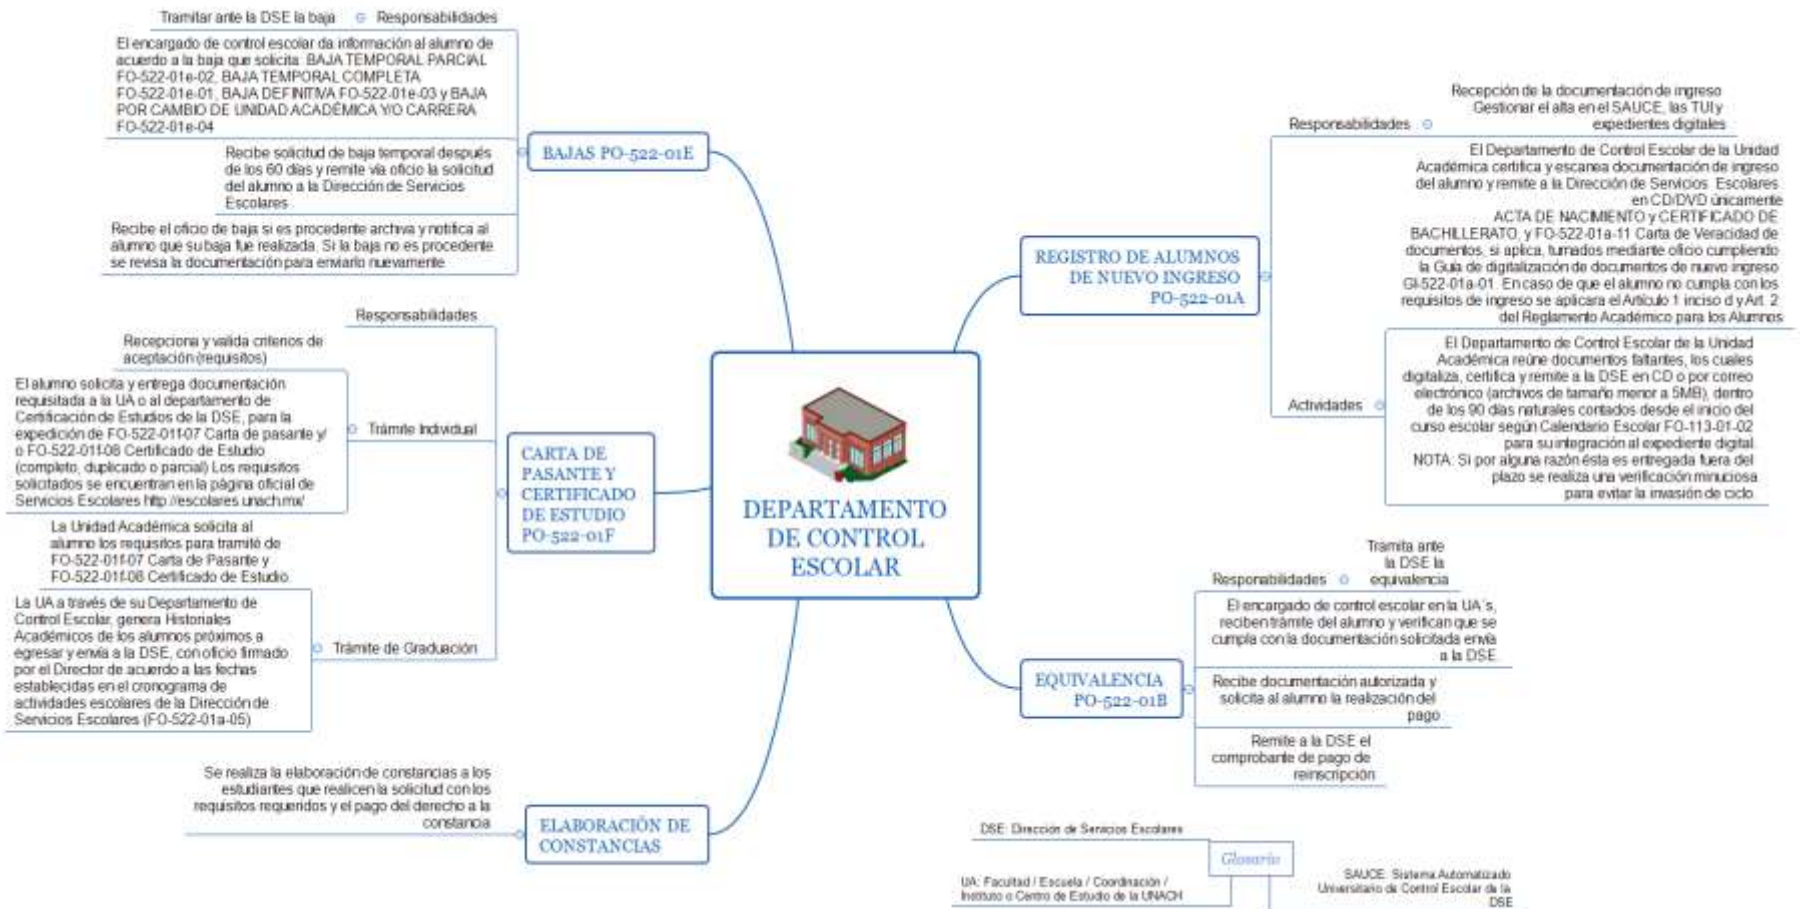 Tramitar ante la DSE la baja
Responsabilidades
El encargado de control escolar da información al alumno de
acuerdo a la baja que solicita: BAJA TEMPORAL PARCIAL
FO-522-01e-02, BAJA TEMPORAL COMPLETA
FO-522-01e-01, BAJA DEFINITIVA FO-522-01e-03 y BAJA
POR CAMBIO DE UNIDAD ACADÉMICA Y/O CARRERA
FO-522-01e-04
Recibe solicitud de baja temporal después
de los 60 días y remite vía oficio la solicitud
del alumno a la Dirección de Servicios
Escolares
Recibe el oficio de baja si es procedente archiva y notifica al
alumno que su baja fue realizada. Si la baja no es procedente
se revisa la documentación para enviarlo nuevamente
BAJAS PO-522-01E
Responsabilidades
Recepciona y valida criterios de
aceptación (requisitos)
El alumno solicita y entrega documentación
requisitada a la UA o al departamento de
Certificación de Estudios de la DSE, para la
expedición de FO-522-01f-07 Carta de pasante y/
o FO-522-01f-08 Certificado de Estudio
(completo, duplicado o parcial) Los requisitos
solicitados se encuentran en la página oficial de
Servicios Escolares http://escolares.unach.mx/
Trámite Individual
La Unidad Académica solicita al
alumno los requisitos para tramité de
FO-522-01f-07 Carta de Pasante y
FO-522-01f-08 Certificado de Estudio.
La UA a través de su Departamento de
Control Escolar, genera Historiales
Académicos de los alumnos próximos a
egresar y envía a la DSE, con oficio firmado
por el Director de acuerdo a las fechas
establecidas en el cronograma de
actividades escolares de la Dirección de
Servicios Escolares (FO-522-01a-05)
Trámite de Graduación
CARTA DE
PASANTE Y
CERTIFICADO
DE ESTUDIO
PO-522-01F
Se realiza la elaboración de constancias a los
estudiantes que realicen la solicitud con los
requisitos requeridos y el pago del derecho a la
constancia
ELABORACIÓN DE
CONSTANCIAS
DEPARTAMENTO
DE CONTROL
ESCOLAR
REGISTRO DE ALUMNOS
DE NUEVO INGRESO
PO-522-01A
Responsabilidades
Recepción de la documentación de ingreso
Gestionar el alta en el SAUCE, las TUI y
expedientes digitales
El Departamento de Control Escolar de la Unidad
Académica certifica y escanea documentación de ingreso
del alumno y remite a la Dirección de Servicios Escolares
en CD/DVD únicamente
ACTA DE NACIMIENTO y CERTIFICADO DE
BACHILLERATO, y FO-522-01a-11 Carta de Veracidad de
documentos, si aplica, turnados mediante oficio cumpliendo
la Guía de digitalización de documentos de nuevo ingreso
GI-522-01a-01. En caso de que el alumno no cumpla con los
requisitos de ingreso se aplicara el Artículo 1 inciso d y Art. 2
del Reglamento Académico para los Alumnos
Actividades
El Departamento de Control Escolar de la Unidad
Académica reúne documentos faltantes, los cuales
digitaliza, certifica y remite a la DSE en CD o por correo
electrónico (archivos de tamaño menor a 5MB), dentro
de los 90 días naturales contados desde el inicio del
curso escolar según Calendario Escolar FO-113-01-02
para su integración al expediente digital.
NOTA: Si por alguna razón ésta es entregada fuera del
plazo se realiza una verificación minuciosa
para evitar la invasión de ciclo.
EQUIVALENCIA
PO-522-01B
Responabilidades
Tramita ante
la DSE la
equivalencia
El encargado de control escolar en la UA´s,
reciben trámite del alumno y verifican que se
cumpla con la documentación solicitada envía
a la DSE.
Recibe documentación autorizada y
solicita al alumno la realización del
pago
Remite a la DSE el
comprobante de pago de
reinscripción
Glosario
DSE: Dirección de Servicios Escolares
UA: Facultad / Escuela / Coordinación /
Instituto o Centro de Estudio de la UNACH
SAUCE: Sistema Automatizado
Universitario de Control Escolar de la
DSE